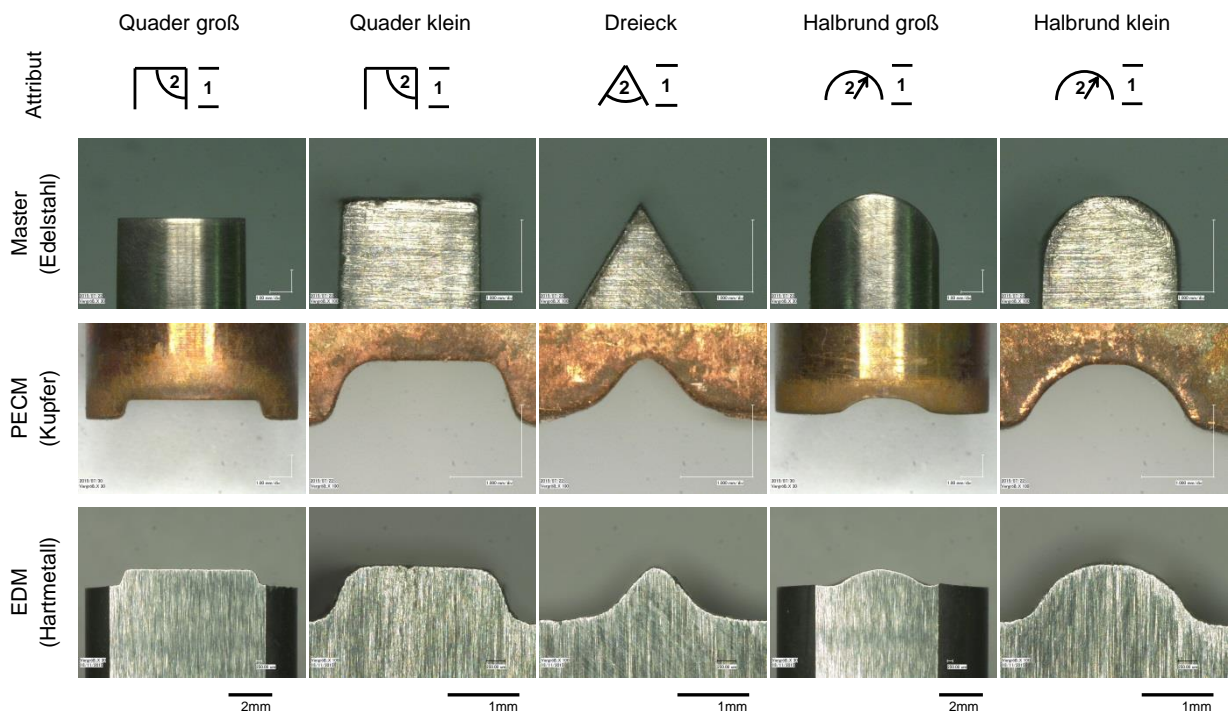 Quader groß Quader klein Dreieck Halbrund groß Halbrund klein
Attribut
2 1 2 1 2 1 2 1 2 1
Master
(Edelstahl)
PECM
(Kupfer)
EDM
(Hartmetall)
2mm 1mm 1mm 2mm 1mm